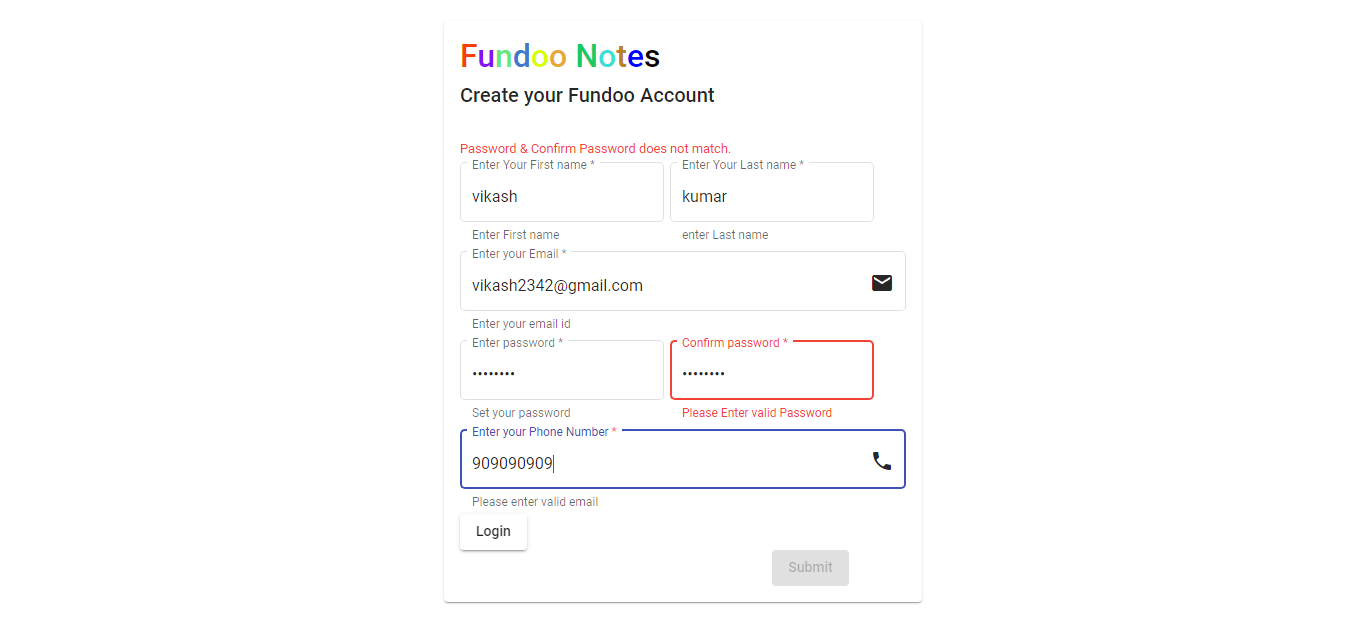 Fundoo Notes
Create your Fundoo Account
Password & Confirm Password does not match.
Enter Your First name * Enter Your Last name *
vikash kumar
Enter First name enter Last name
Enter your Email *
vikash2342@gmail.com
Enter your email id
Enter password * Confirm password *
•••••••• ••••••••
Set your password Please Enter valid Password
Enter your Phone Number *
909090909
Please enter valid email
Login
Submit